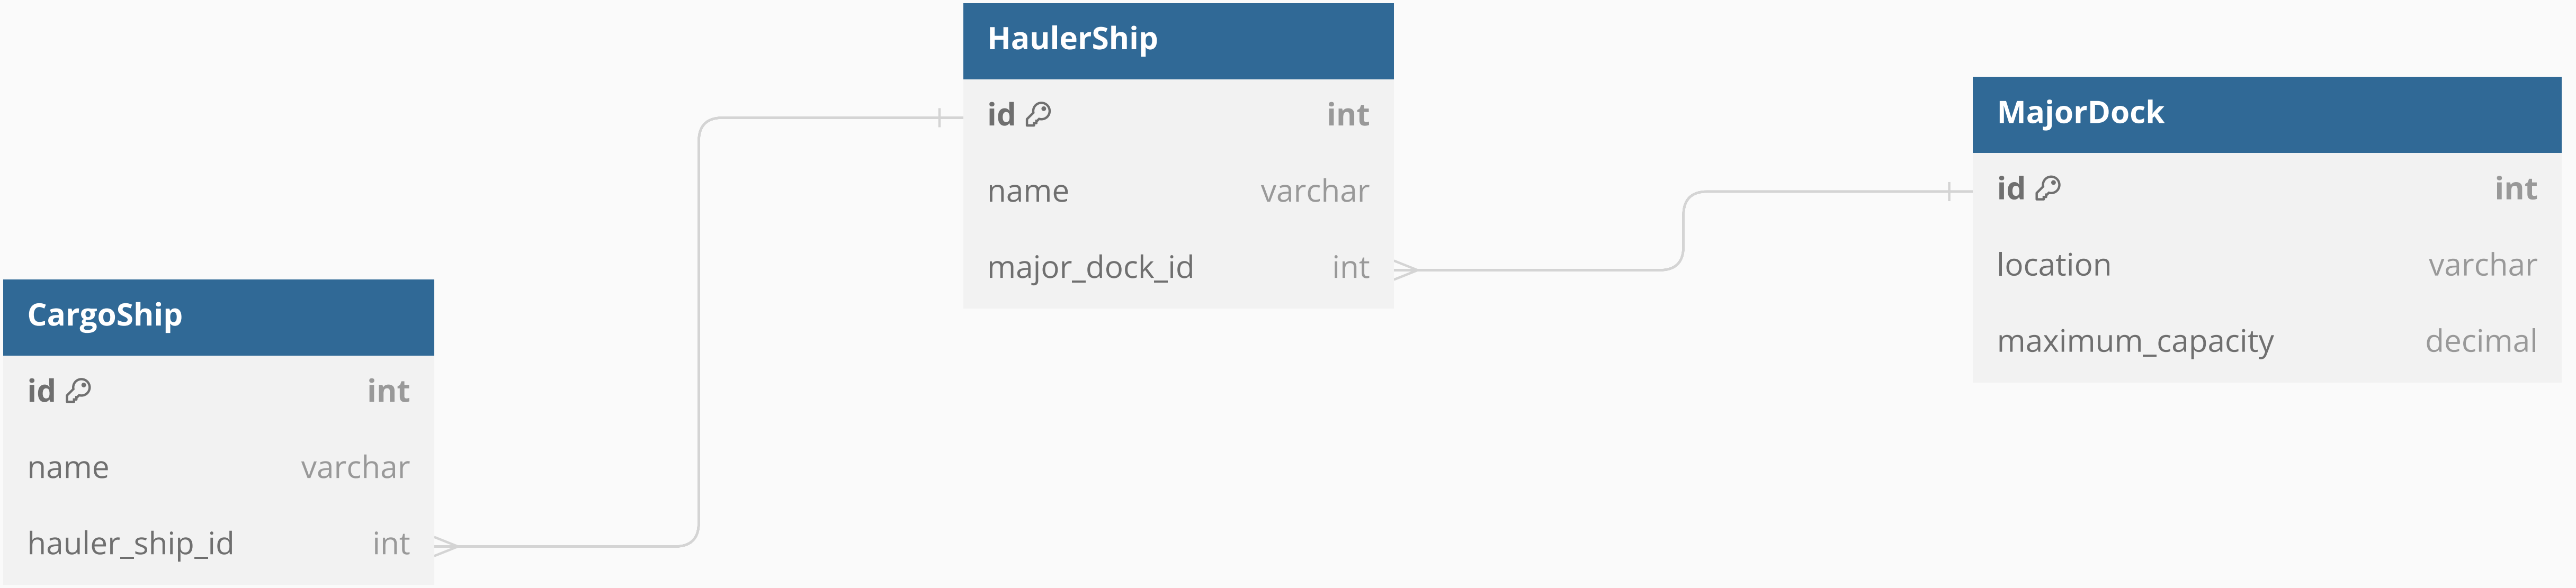 HaulerShip
id int
name varchar
major_dock_id int
MajorDock
id int
location varchar
maximum_capacity decimal
CargoShip
id int
name varchar
hauler_ship_id int